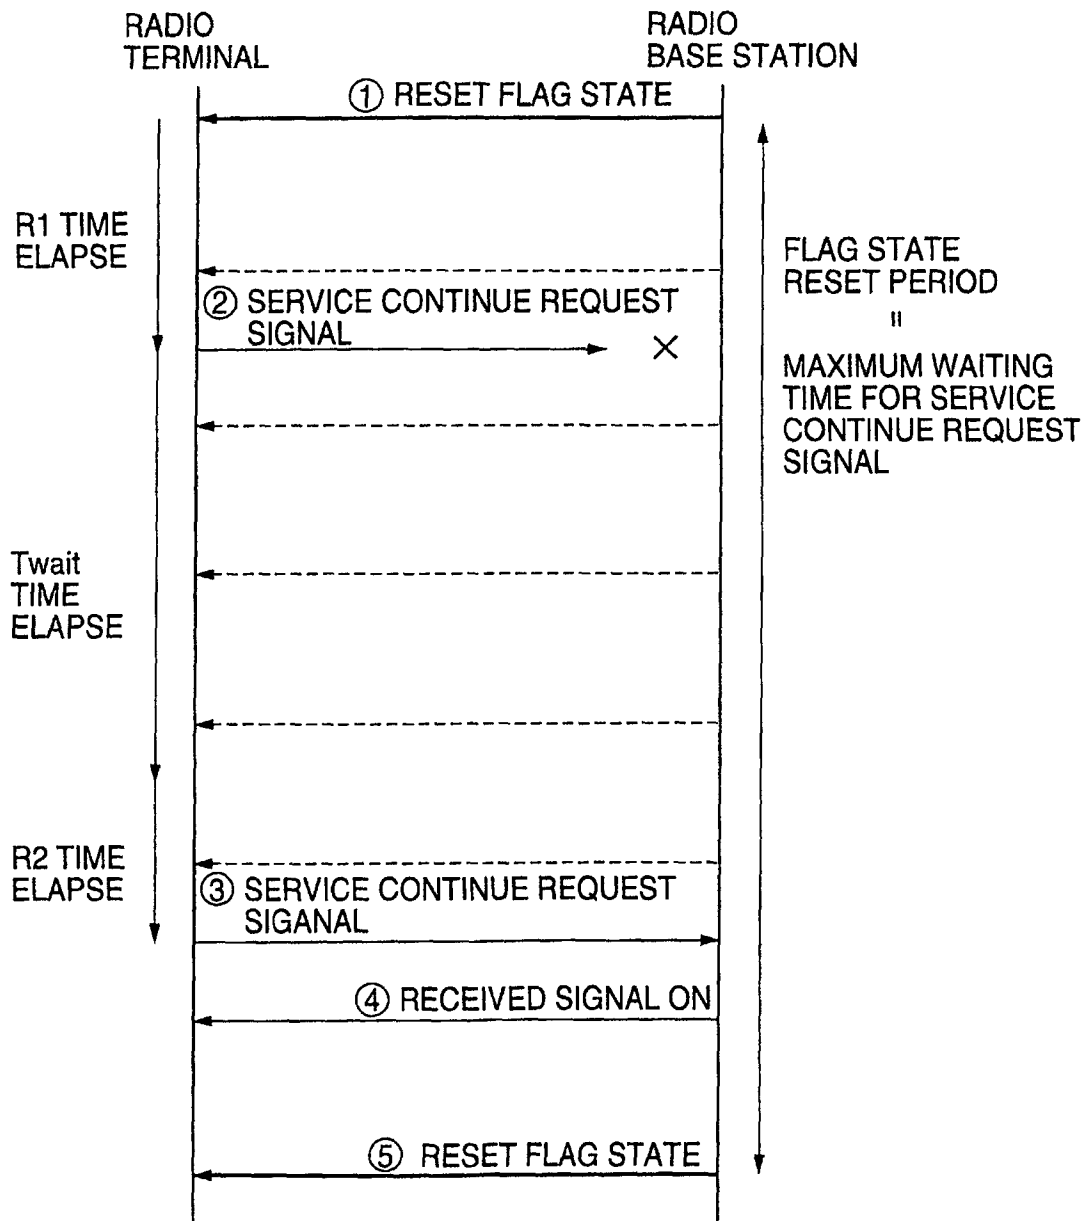 RADIO
TERMINAL
RADIO
BASE STATION
① RESET FLAG STATE
R1 TIME
ELAPSE
FLAG STATE
RESET PERIOD
=
MAXIMUM WAITING
TIME FOR SERVICE
CONTINUE REQUEST
SIGNAL
② SERVICE CONTINUE REQUEST
SIGNAL
×
Twait
TIME
ELAPSE
R2 TIME
ELAPSE
③ SERVICE CONTINUE REQUEST
SIGANAL
④ RECEIVED SIGNAL ON
⑤ RESET FLAG STATE